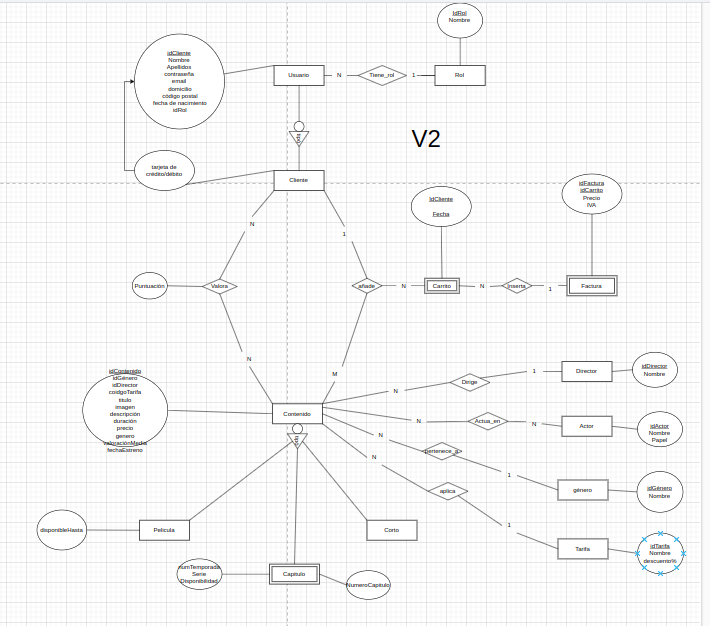 idRol
Nombre
idCliente
Nombre
Apellidos
contraseña
email
domicilio
código postal
fecha de nacimiento
idRol
Usuario
N
Tiene_rol
1
Rol
V2
tarjeta de
crédito/débito
Cliente
idCliente
Fecha
idFactura
idCarrito
Precio
IVA
N
1
Puntuación
Valora
añade
N
Carrito
N
Inserta
1
Factura
N
M
idContenido
idGénero
idDirector
coidgoTarifa
titulo
imagen
descripción
duración
precio
genero
valoraciónMedia
fechaEstreno
Contenido
N
Dirige
1
Director
idDirector
Nombre
N
Actua_en
N
Actor
idActor
Nombre
Papel
N
pertenece_a
1
género
idGénero
Nombre
N
aplica
1
Tarifa
idTarifa
Nombre
descuento%
disponibleHasta
Pelicula
Corto
numTemporada
Serie
Disponibilidad
Capitulo
NumeroCapitulo